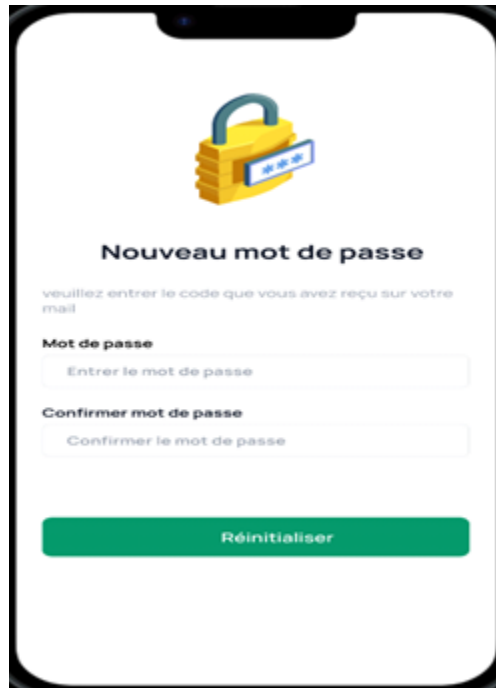 ***
Nouveau mot de passe
veuillez entrer le code que vous avez reçu sur votre
mail
Mot de passe
Entrer le mot de passe
Confirmer mot de passe
Confirmer le mot de passe
Réinitialiser